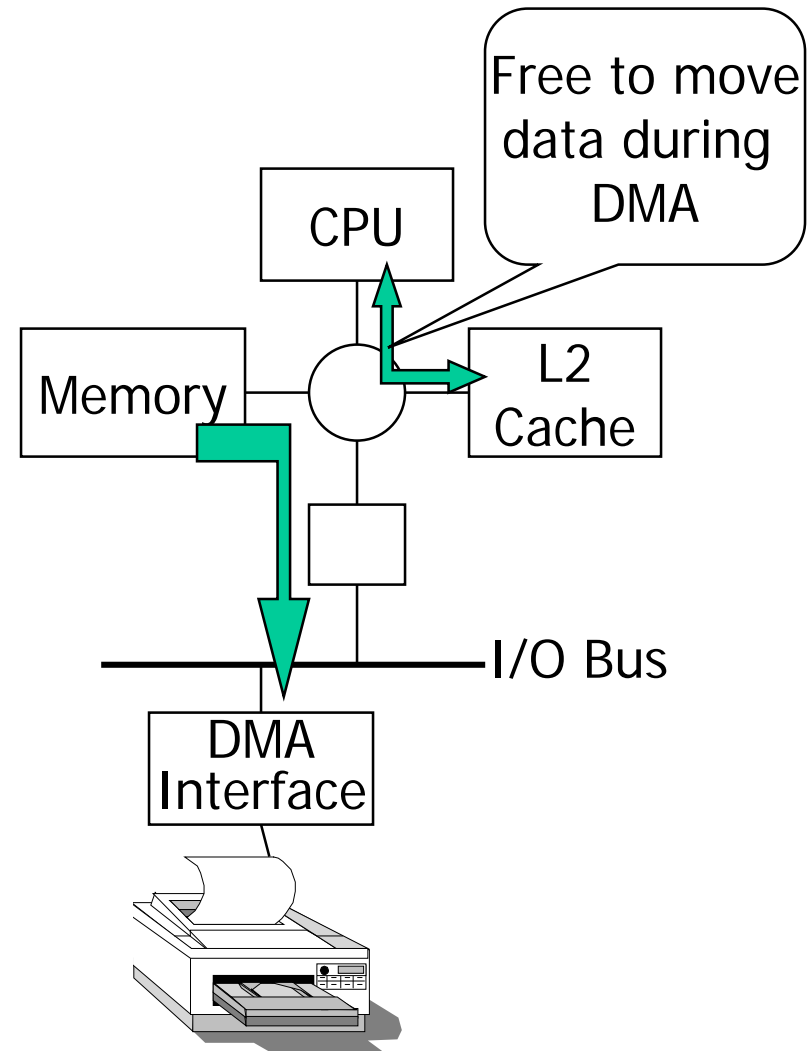 Free to move
data during
DMA
CPU
Memory
L2
Cache
I/O Bus
DMA
Interface